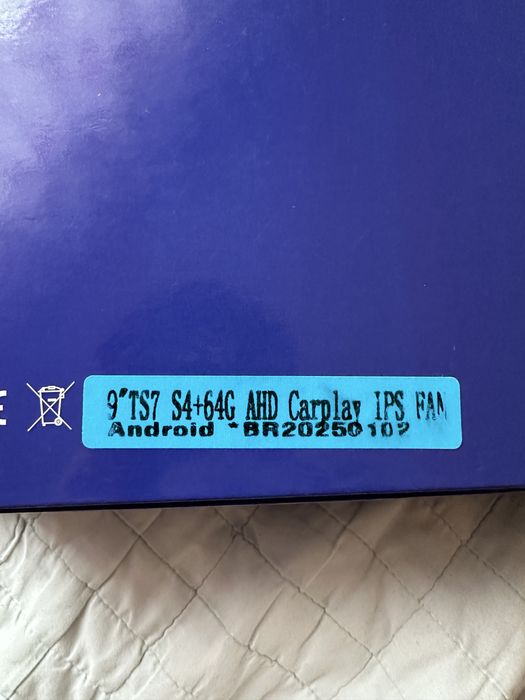 9"TS7 S4+64G AHD Carplay IPS FAN
Android *BR20250102